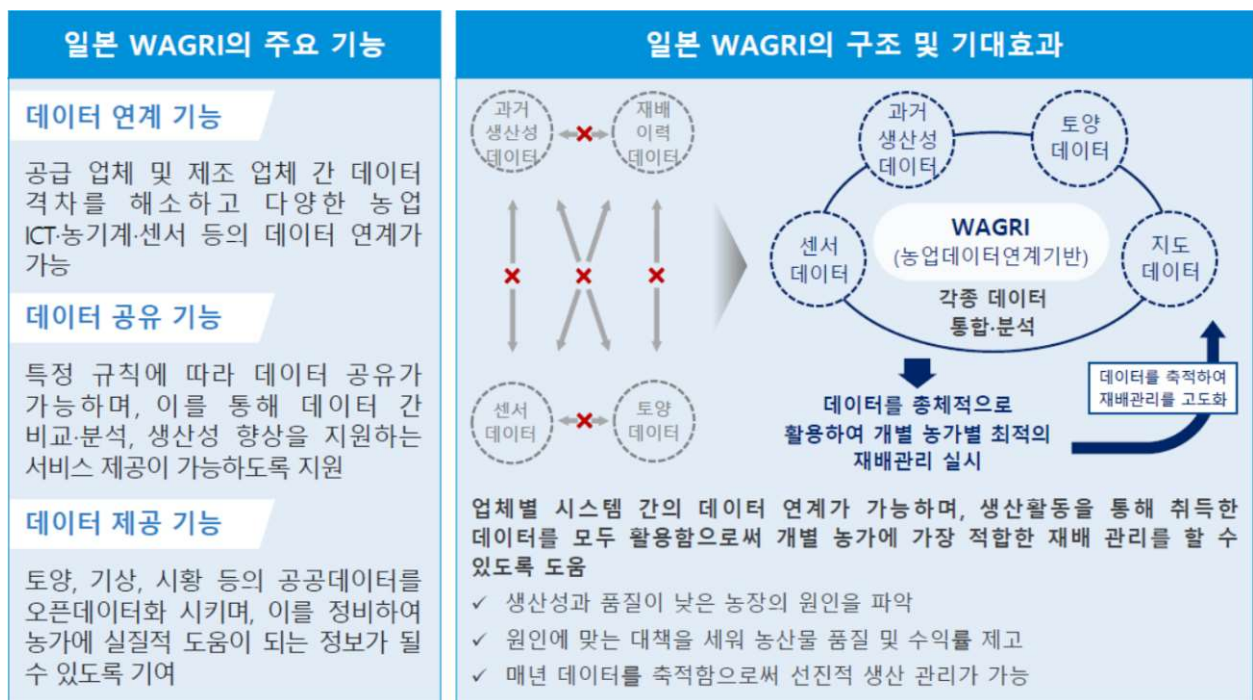 일본 WAGRI의 주요 기능
데이터 연계 기능
공급 업체 및 제조 업체 간 데이터
격차를 해소하고 다양한 농업
ICT·농기계·센서 등의 데이터 연계가
가능
데이터 공유 기능
특정 규칙에 따라 데이터 공유가
가능하며, 이를 통해 데이터 간
비교·분석, 생산성 향상을 지원하는
서비스 제공이 가능하도록 지원
데이터 제공 기능
토양, 기상, 시황 등의 공공데이터를
오픈데이터화 시키며, 이를 정비하여
농가에 실질적 도움이 되는 정보가 될
수 있도록 기여
일본 WAGRI의 구조 및 기대효과
과거
생산성
데이터
재배
이력
데이터
센서
데이터
토양
데이터
과거
생산성
데이터
토양
데이터
센서
데이터
WAGRI
(농업데이터연계기반)
지도
데이터
각종 데이터
통합·분석
데이터를 축적하여
재배관리를 고도화
데이터를 총체적으로
활용하여 개별 농가별 최적의
재배관리 실시
업체별 시스템 간의 데이터 연계가 가능하며, 생산활동을 통해 취득한
데이터를 모두 활용함으로써 개별 농가에 가장 적합한 재배 관리를 할 수
있도록 도움
✓ 생산성과 품질이 낮은 농장의 원인을 파악
✓ 원인에 맞는 대책을 세워 농산물 품질 및 수익률 제고
✓ 매년 데이터를 축적함으로써 선진적 생산 관리가 가능